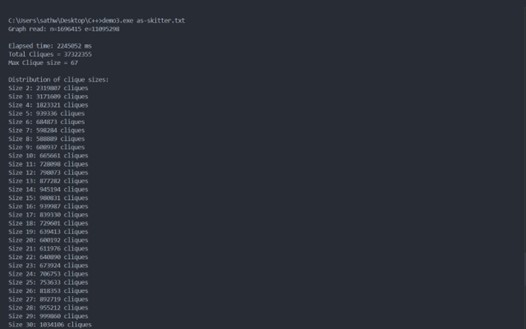 C:\Users\sathw\Desktop\C++>demo3.exe as-skitter.txt
Graph read: n=1696415 e=11095298
Elapsed time: 2245052 ms
Total Cliques = 37322355
Max Clique size = 67
Distribution of clique sizes:
Size 2: 2319807 cliques
Size 3: 3171609 cliques
Size 4: 1823321 cliques
Size 5: 939336 cliques
Size 6: 684873 cliques
Size 7: 598284 cliques
Size 8: 588889 cliques
Size 9: 608937 cliques
Size 10: 665661 cliques
Size 11: 728098 cliques
Size 12: 798073 cliques
Size 13: 877282 cliques
Size 14: 945194 cliques
Size 15: 980831 cliques
Size 16: 939987 cliques
Size 17: 839330 cliques
Size 18: 729601 cliques
Size 19: 639413 cliques
Size 20: 600192 cliques
Size 21: 611976 cliques
Size 22: 640890 cliques
Size 23: 673924 cliques
Size 24: 706753 cliques
Size 25: 753633 cliques
Size 26: 818353 cliques
Size 27: 892719 cliques
Size 28: 955212 cliques
Size 29: 999860 cliques
Size 30: 1034106 cliques